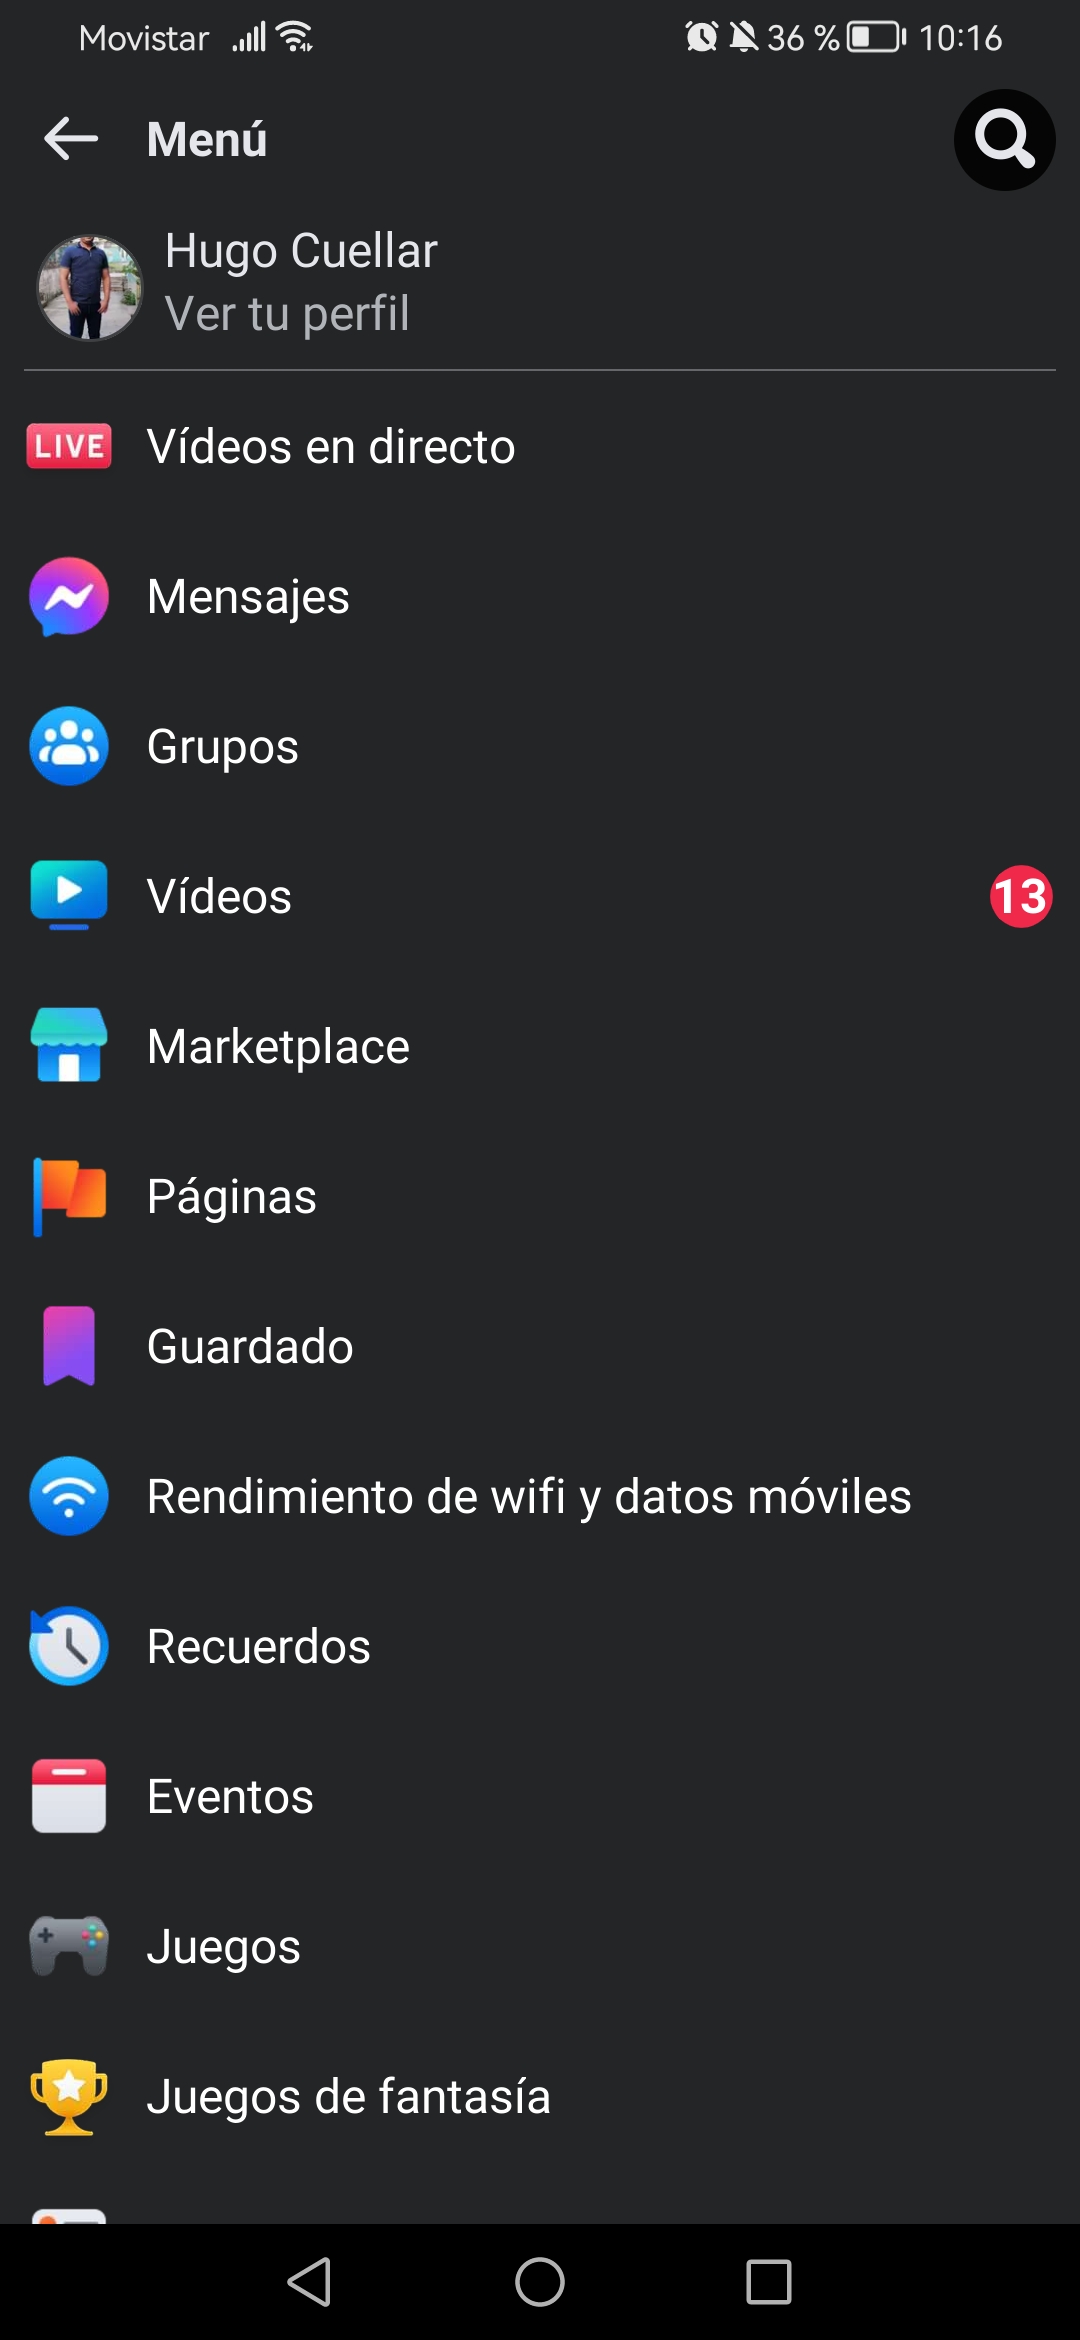 Movistar 36 % 10:16
Menú
Hugo Cuellar
Ver tu perfil
LIVE Vídeos en directo
Mensajes
Grupos
Vídeos 13
Marketplace
Páginas
Guardado
Rendimiento de wifi y datos móviles
Recuerdos
Eventos
Juegos
Juegos de fantasía